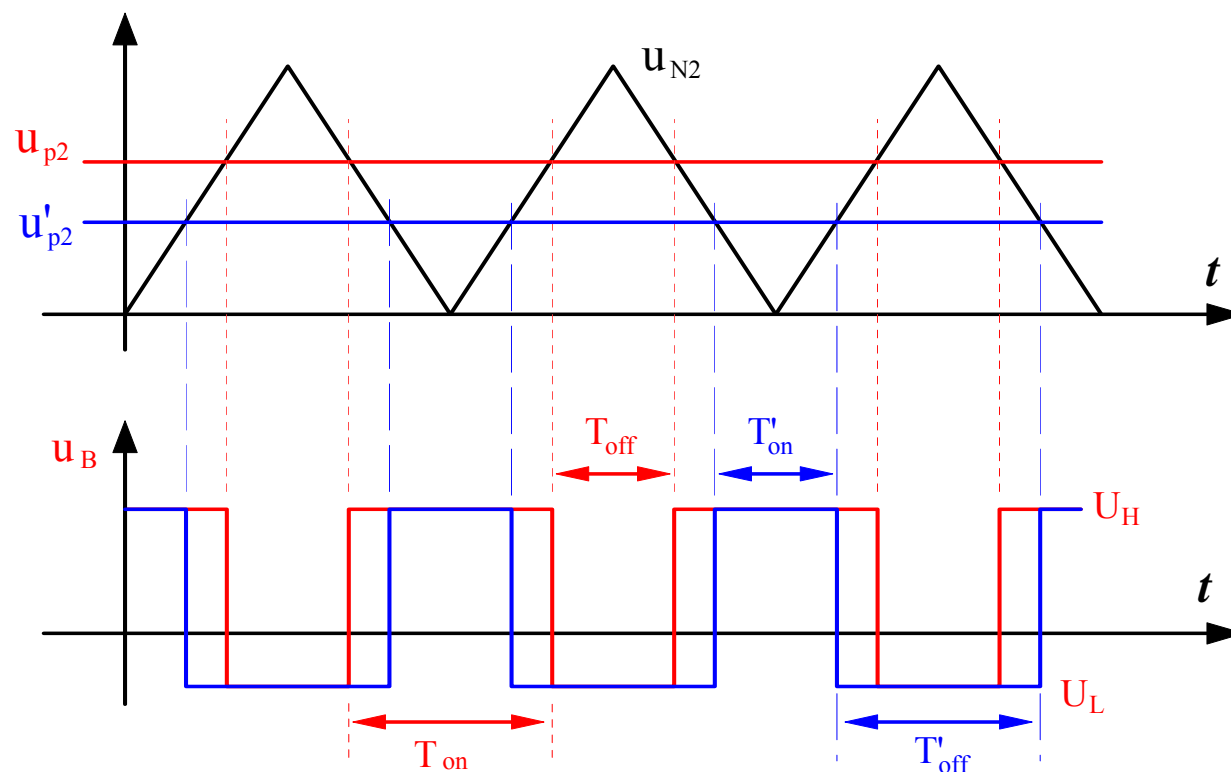 u_N2
u_p2
u'_p2
t
u_B
T_off
T'_on
U_H
t
U_L
T_on
T'_off